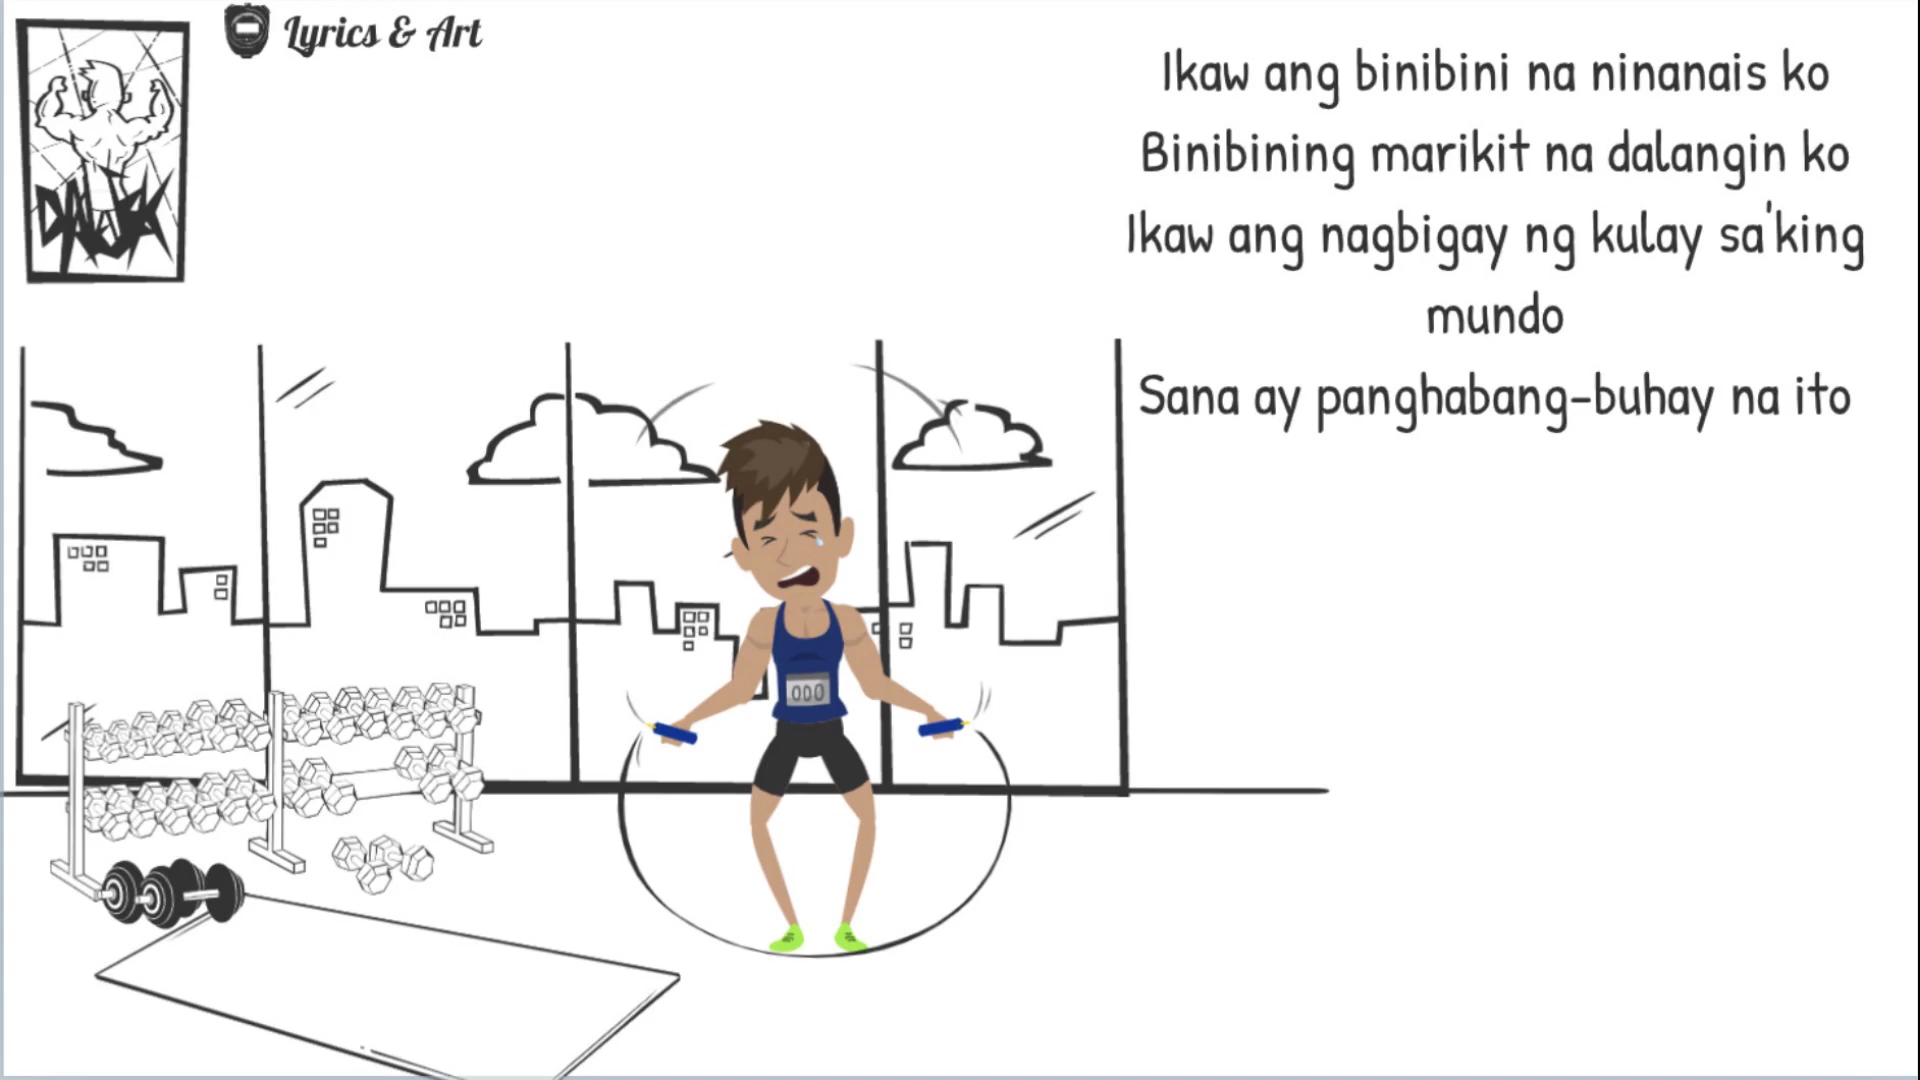 Lyrics & Art
Ikaw ang binibini na ninanais ko
Binibining marikit na dalangin ko
Ikaw ang nagbigay ng kulay sa'king
mundo
Sana ay panghabang-buhay na ito
000